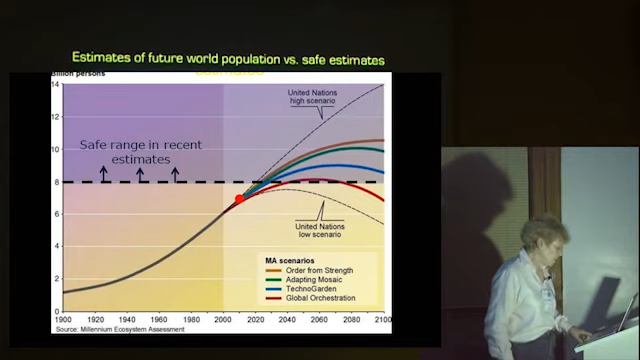 Estimates of future world population vs. safe estimates
Billion persons
14
United Nations
high scenario
12
Safe range in recent
estimates
10
8
6
United Nations
low scenario
4
MA scenarios
Order from Strength
Adapting Mosaic
TechnoGarden
Global Orchestration
2
0
1900 1920 1940 1960 1980 2000 2020 2040 2060 2080 2100
Source: Millennium Ecosystem Assessment